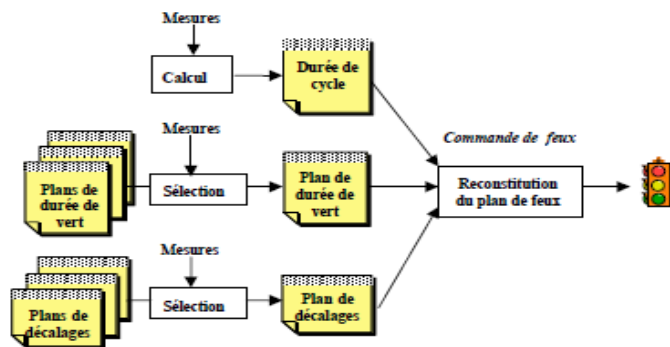 Mesures
Calcul
Durée de
cycle
Mesures
Commande de feux
Plans de
durée de
vert
Sélection
Plan de
durée de
vert
Reconstitution
du plan de feux
Mesures
Plans de
décalages
Sélection
Plan de
décalages